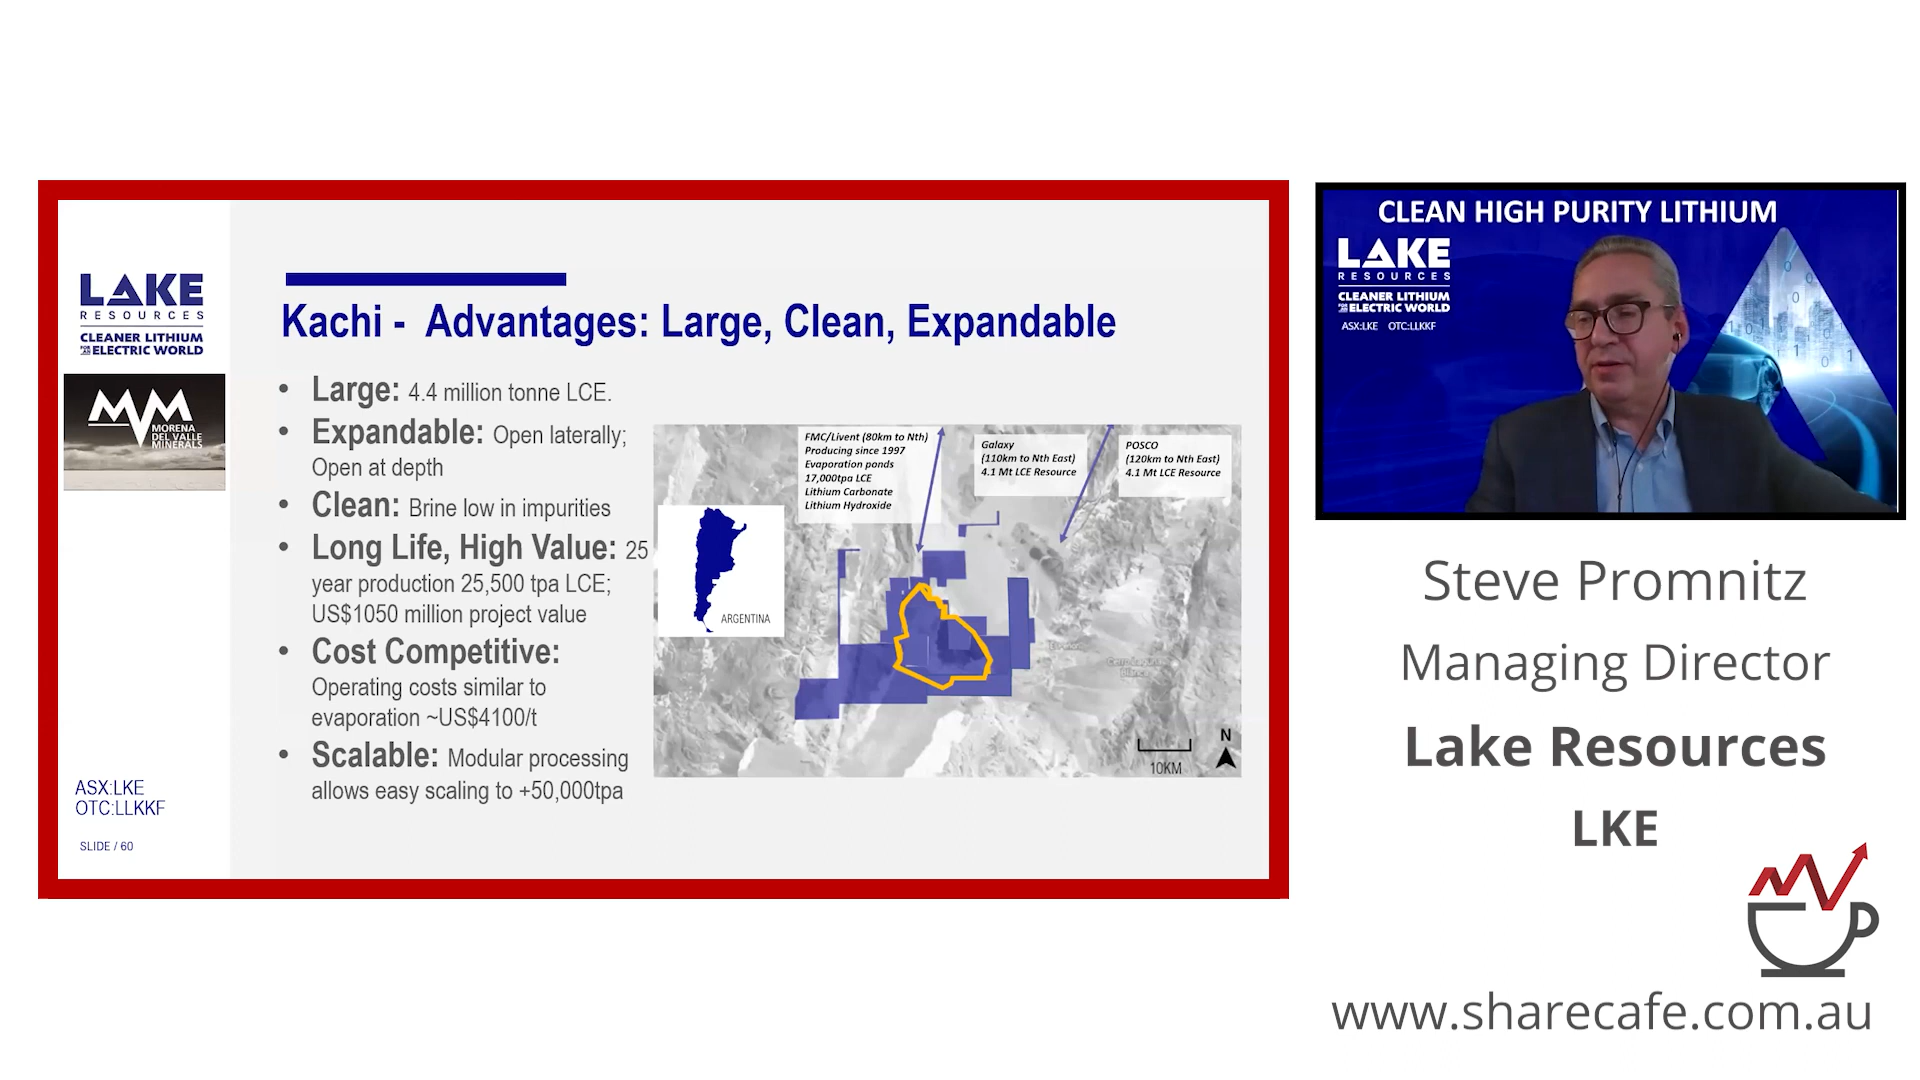 LAKE
RESOURCES
CLEANER LITHIUM
FOR AN ELECTRIC WORLD
MORENA
DEL VALLE
MINERALS
ASX:LKE
OTC:LLKKF
SLIDE / 60
Kachi - Advantages: Large, Clean, Expandable
• Large: 4.4 million tonne LCE.
• Expandable: Open laterally;
Open at depth
• Clean: Brine low in impurities
• Long Life, High Value: 25
year production 25,500 tpa LCE;
US$1050 million project value
• Cost Competitive:
Operating costs similar to
evaporation ~US$4100/t
• Scalable: Modular processing
allows easy scaling to +50,000tpa
FMC/Livent (80km to Nth)
Producing since 1997
Evaporation ponds
17,000tpa LCE
Lithium Carbonate
Lithium Hydroxide
Galaxy
(110km to Nth East)
4.1 Mt LCE Resource
POSCO
(120km to Nth East)
4.1 Mt LCE Resource
ARGENTINA
N
10KM
CLEAN HIGH PURITY LITHIUM
LAKE
RESOURCES
CLEANER LITHIUM
FOR AN ELECTRIC WORLD
ASX:LKE OTC:LLKKF
Steve Promnitz
Managing Director
Lake Resources
LKE
www.sharecafe.com.au